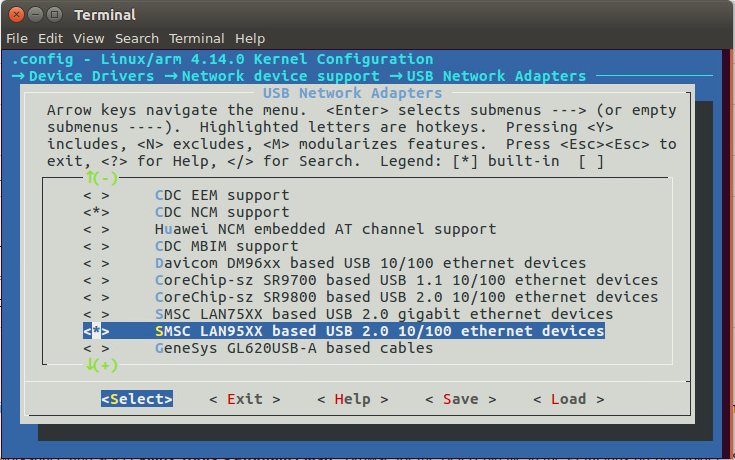 Terminal
File Edit View Search Terminal Help
.config - Linux/arm 4.14.0 Kernel Configuration
→Device Drivers →Network device support →USB Network Adapters
USB Network Adapters
Arrow keys navigate the menu. <Enter> selects submenus ---> (or empty
submenus ----). Highlighted letters are hotkeys. Pressing <Y>
includes, <N> excludes, <M> modularizes features. Press <Esc><Esc> to
exit, <?> for Help, </> for Search. Legend: [*] built-in [ ]
↑(-)
< > CDC EEM support
<*> CDC NCM support
< > Huawei NCM embedded AT channel support
< > CDC MBIM support
< > Davicom DM96xx based USB 10/100 ethernet devices
< > CoreChip-sz SR9700 based USB 1.1 10/100 ethernet devices
< > CoreChip-sz SR9800 based USB 2.0 10/100 ethernet devices
< > SMSC LAN75XX based USB 2.0 gigabit ethernet devices
<*> SMSC LAN95XX based USB 2.0 10/100 ethernet devices
< > GeneSys GL620USB-A based cables
↓(+)
<Select> < Exit > < Help > < Save > < Load >